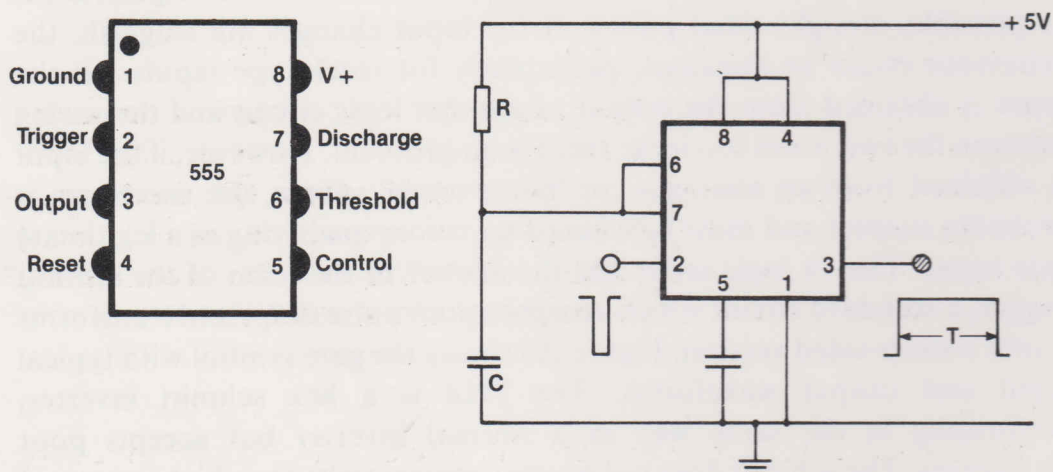 + 5V
Ground 1 8 V +
Trigger 2 7 Discharge
555
Output 3 6 Threshold
Reset 4 5 Control
R
8 4
6
7
2 3
5 1
T
C